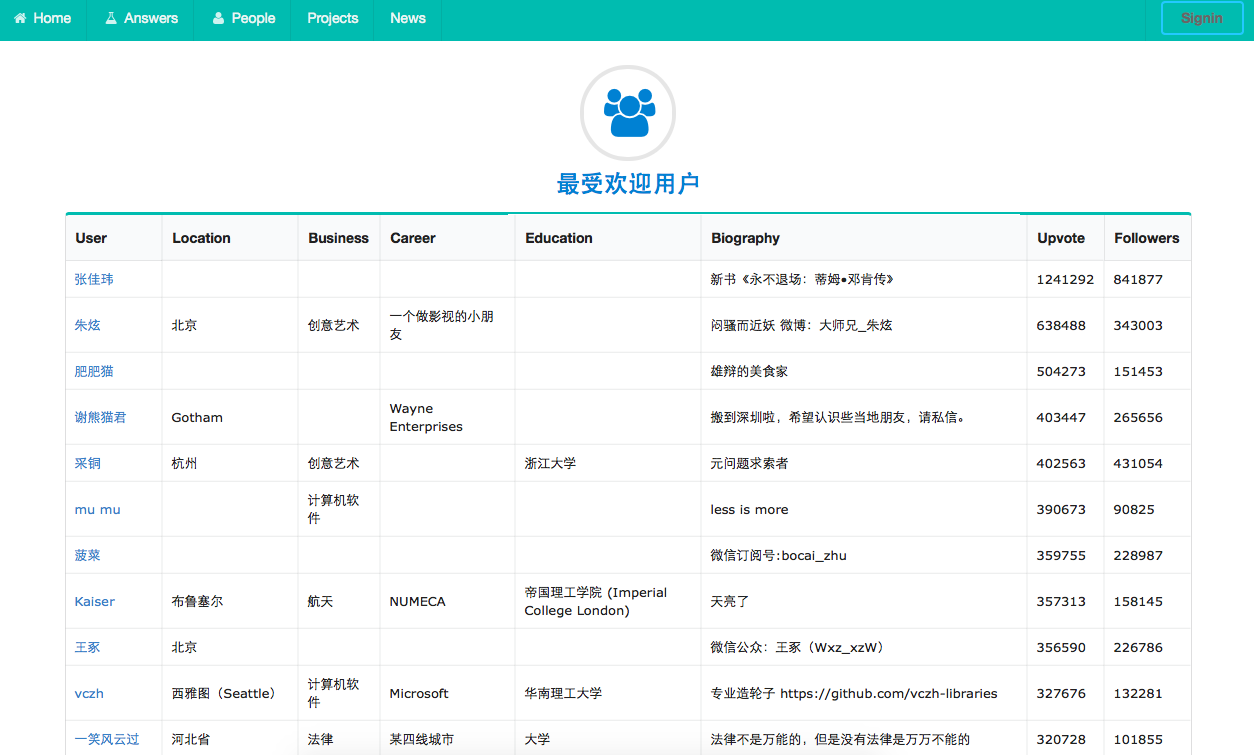 Home Answers People Projects News Signin
最受欢迎用户
User Location Business Career Education Biography Upvote Followers
张佳玮 新书《永不退场：蒂姆•邓肯传》 1241292 841877
朱炫 北京 创意艺术 一个做影视的小朋友 闷骚而近妖 微博：大师兄_朱炫 638488 343003
肥肥猫 雄辩的美食家 504273 151453
谢熊猫君 Gotham Wayne Enterprises 搬到深圳啦，希望认识些当地朋友，请私信。 403447 265656
采铜 杭州 创意艺术 浙江大学 元问题求索者 402563 431054
mu mu 计算机软件 less is more 390673 90825
菠菜 微信订阅号:bocai_zhu 359755 228987
Kaiser 布鲁塞尔 航天 NUMECA 帝国理工学院 (Imperial College London) 天亮了 357313 158145
王豖 北京 微信公众：王豖（Wxz_xzW） 356590 226786
vczh 西雅图（Seattle） 计算机软件 Microsoft 华南理工大学 专业造轮子 https://github.com/vczh-libraries 327676 132281
一笑风云过 河北省 法律 某四线城市 大学 法律不是万能的，但是没有法律是万万不能的 320728 101855